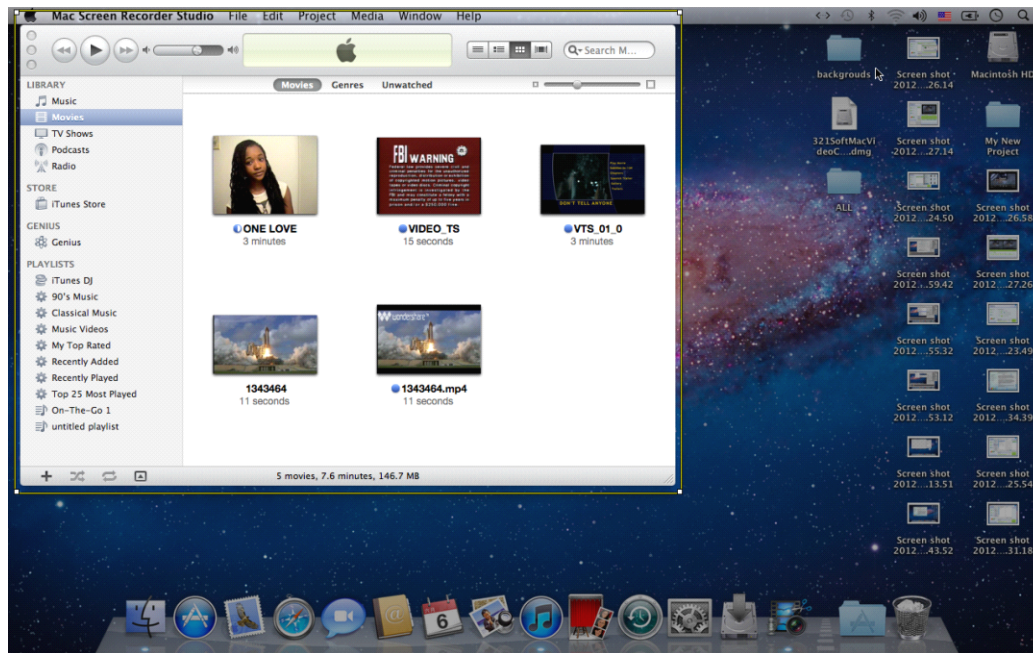 Mac Screen Recorder Studio File Edit Project Media Window Help
Search M...
Movies Genres Unwatched
LIBRARY
Music
Movies
TV Shows
Podcasts
Radio
STORE
iTunes Store
GENIUS
Genius
PLAYLISTS
iTunes DJ
90's Music
Classical Music
Music Videos
My Top Rated
Recently Added
Recently Played
Top 25 Most Played
On-The-Go 1
untitled playlist
FBI WARNING
DON'T TELL ANYONE
ONE LOVE
3 minutes
VIDEO_TS
15 seconds
VTS_01_0
3 minutes
wondershare
1343464
11 seconds
1343464.mp4
11 seconds
5 movies, 7.6 minutes, 146.7 MB
backgrouds
Screen shot
2012....26.14
Macintosh HD
321SoftMacVi
deoC....dmg
Screen shot
2012....27.14
My New
Project
ALL
Screen shot
2012....24.50
Screen shot
2012....26.58
Screen shot
2012....59.42
Screen shot
2012....27.26
Screen shot
2012....55.32
Screen shot
2012....23.49
Screen shot
2012....53.12
Screen shot
2012....34.39
Screen shot
2012....13.51
Screen shot
2012....25.54
Screen shot
2012....43.52
Screen shot
2012....31.18
6